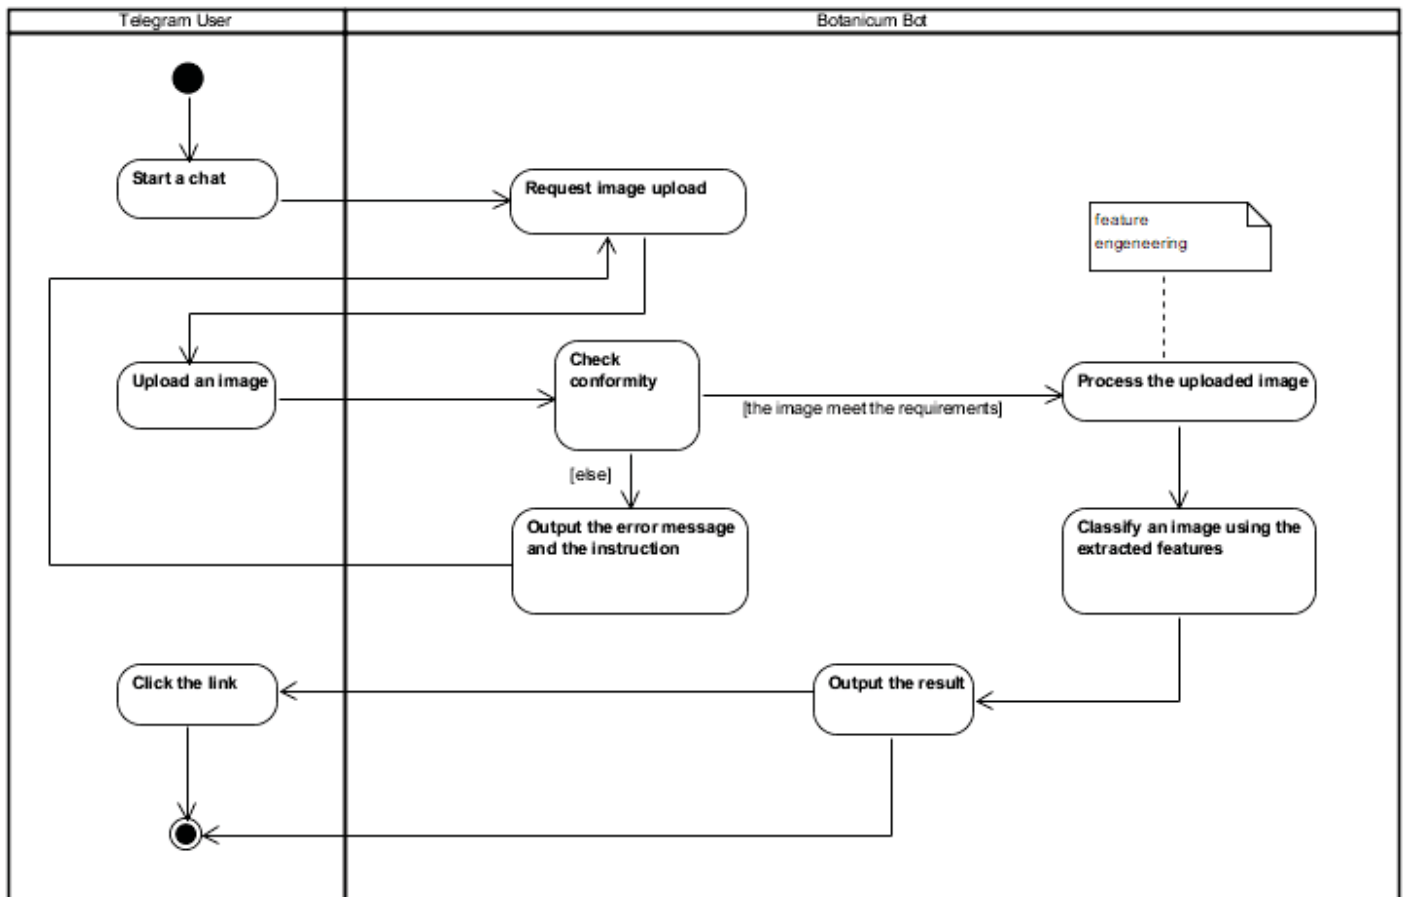 Telegram User
Botanicum Bot
Start a chat
Request image upload
feature
engeneering
Upload an image
Check
conformity
[the image meet the requirements]
Process the uploaded image
[else]
Output the error message
and the instruction
Classify an image using the
extracted features
Click the link
Output the result